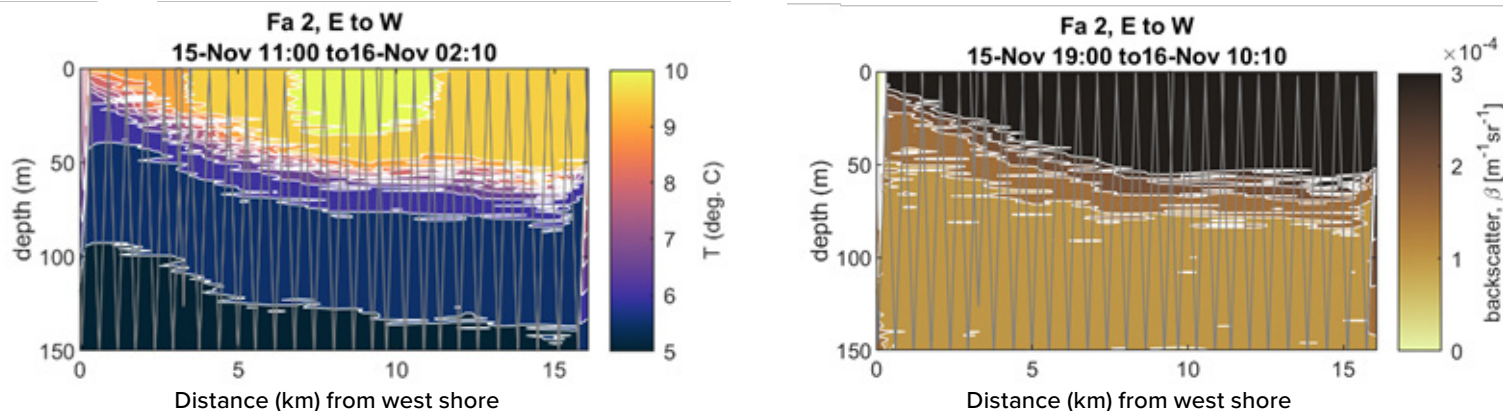 Fa 2, E to W
15-Nov 11:00 to16-Nov 02:10
0
50
100
150
depth (m)
0 5 10 15
Distance (km) from west shore
10
9
8
7
6
5
T (deg. C)
Fa 2, E to W
15-Nov 19:00 to16-Nov 10:10
0
50
100
150
depth (m)
0 5 10 15
Distance (km) from west shore
×10⁻⁴
3
2
1
0
backscatter, β [m⁻¹sr⁻¹]